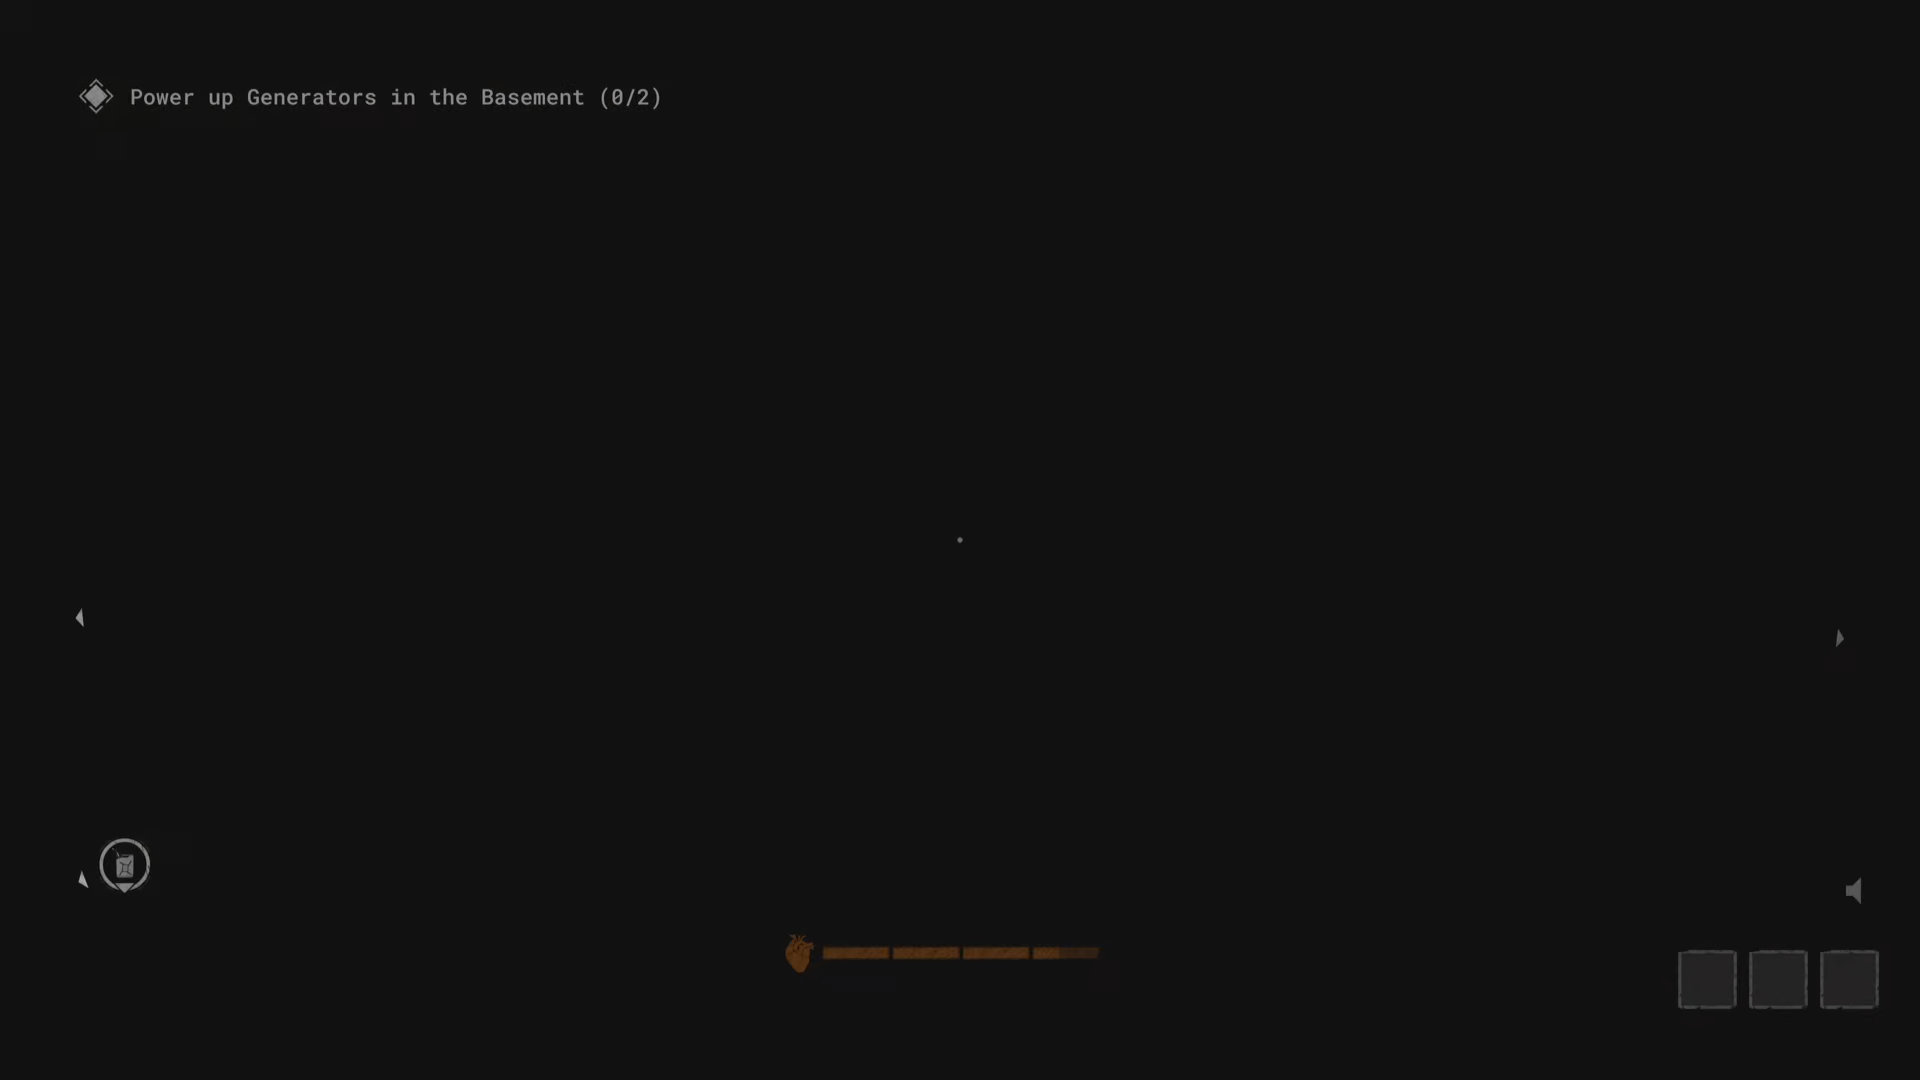 Power up Generators in the Basement (0/2)